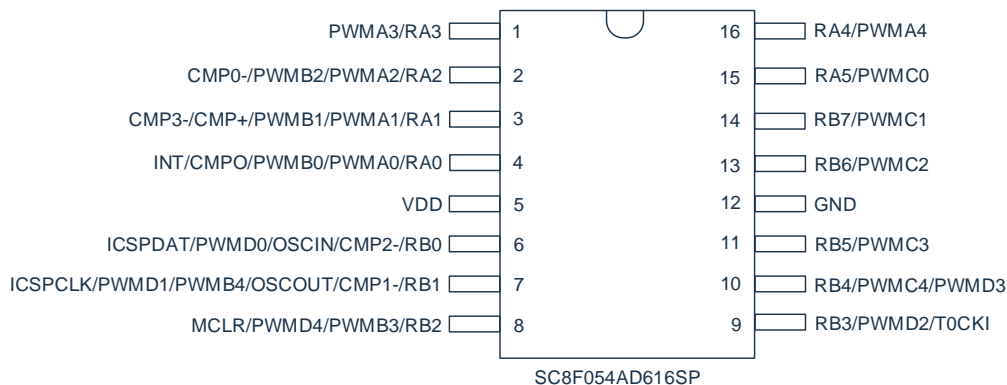 PWMA3/RA3 1 16 RA4/PWMA4
CMP0-/PWMB2/PWMA2/RA2 2 15 RA5/PWMC0
CMP3-/CMP+/PWMB1/PWMA1/RA1 3 14 RB7/PWMC1
INT/CMPO/PWMB0/PWMA0/RA0 4 13 RB6/PWMC2
VDD 5 12 GND
ICSPDAT/PWMD0/OSCIN/CMP2-/RB0 6 11 RB5/PWMC3
ICSPCLK/PWMD1/PWMB4/OSCOUT/CMP1-/RB1 7 10 RB4/PWMC4/PWMD3
MCLR/PWMD4/PWMB3/RB2 8 9 RB3/PWMD2/T0CKI
SC8F054AD616SP